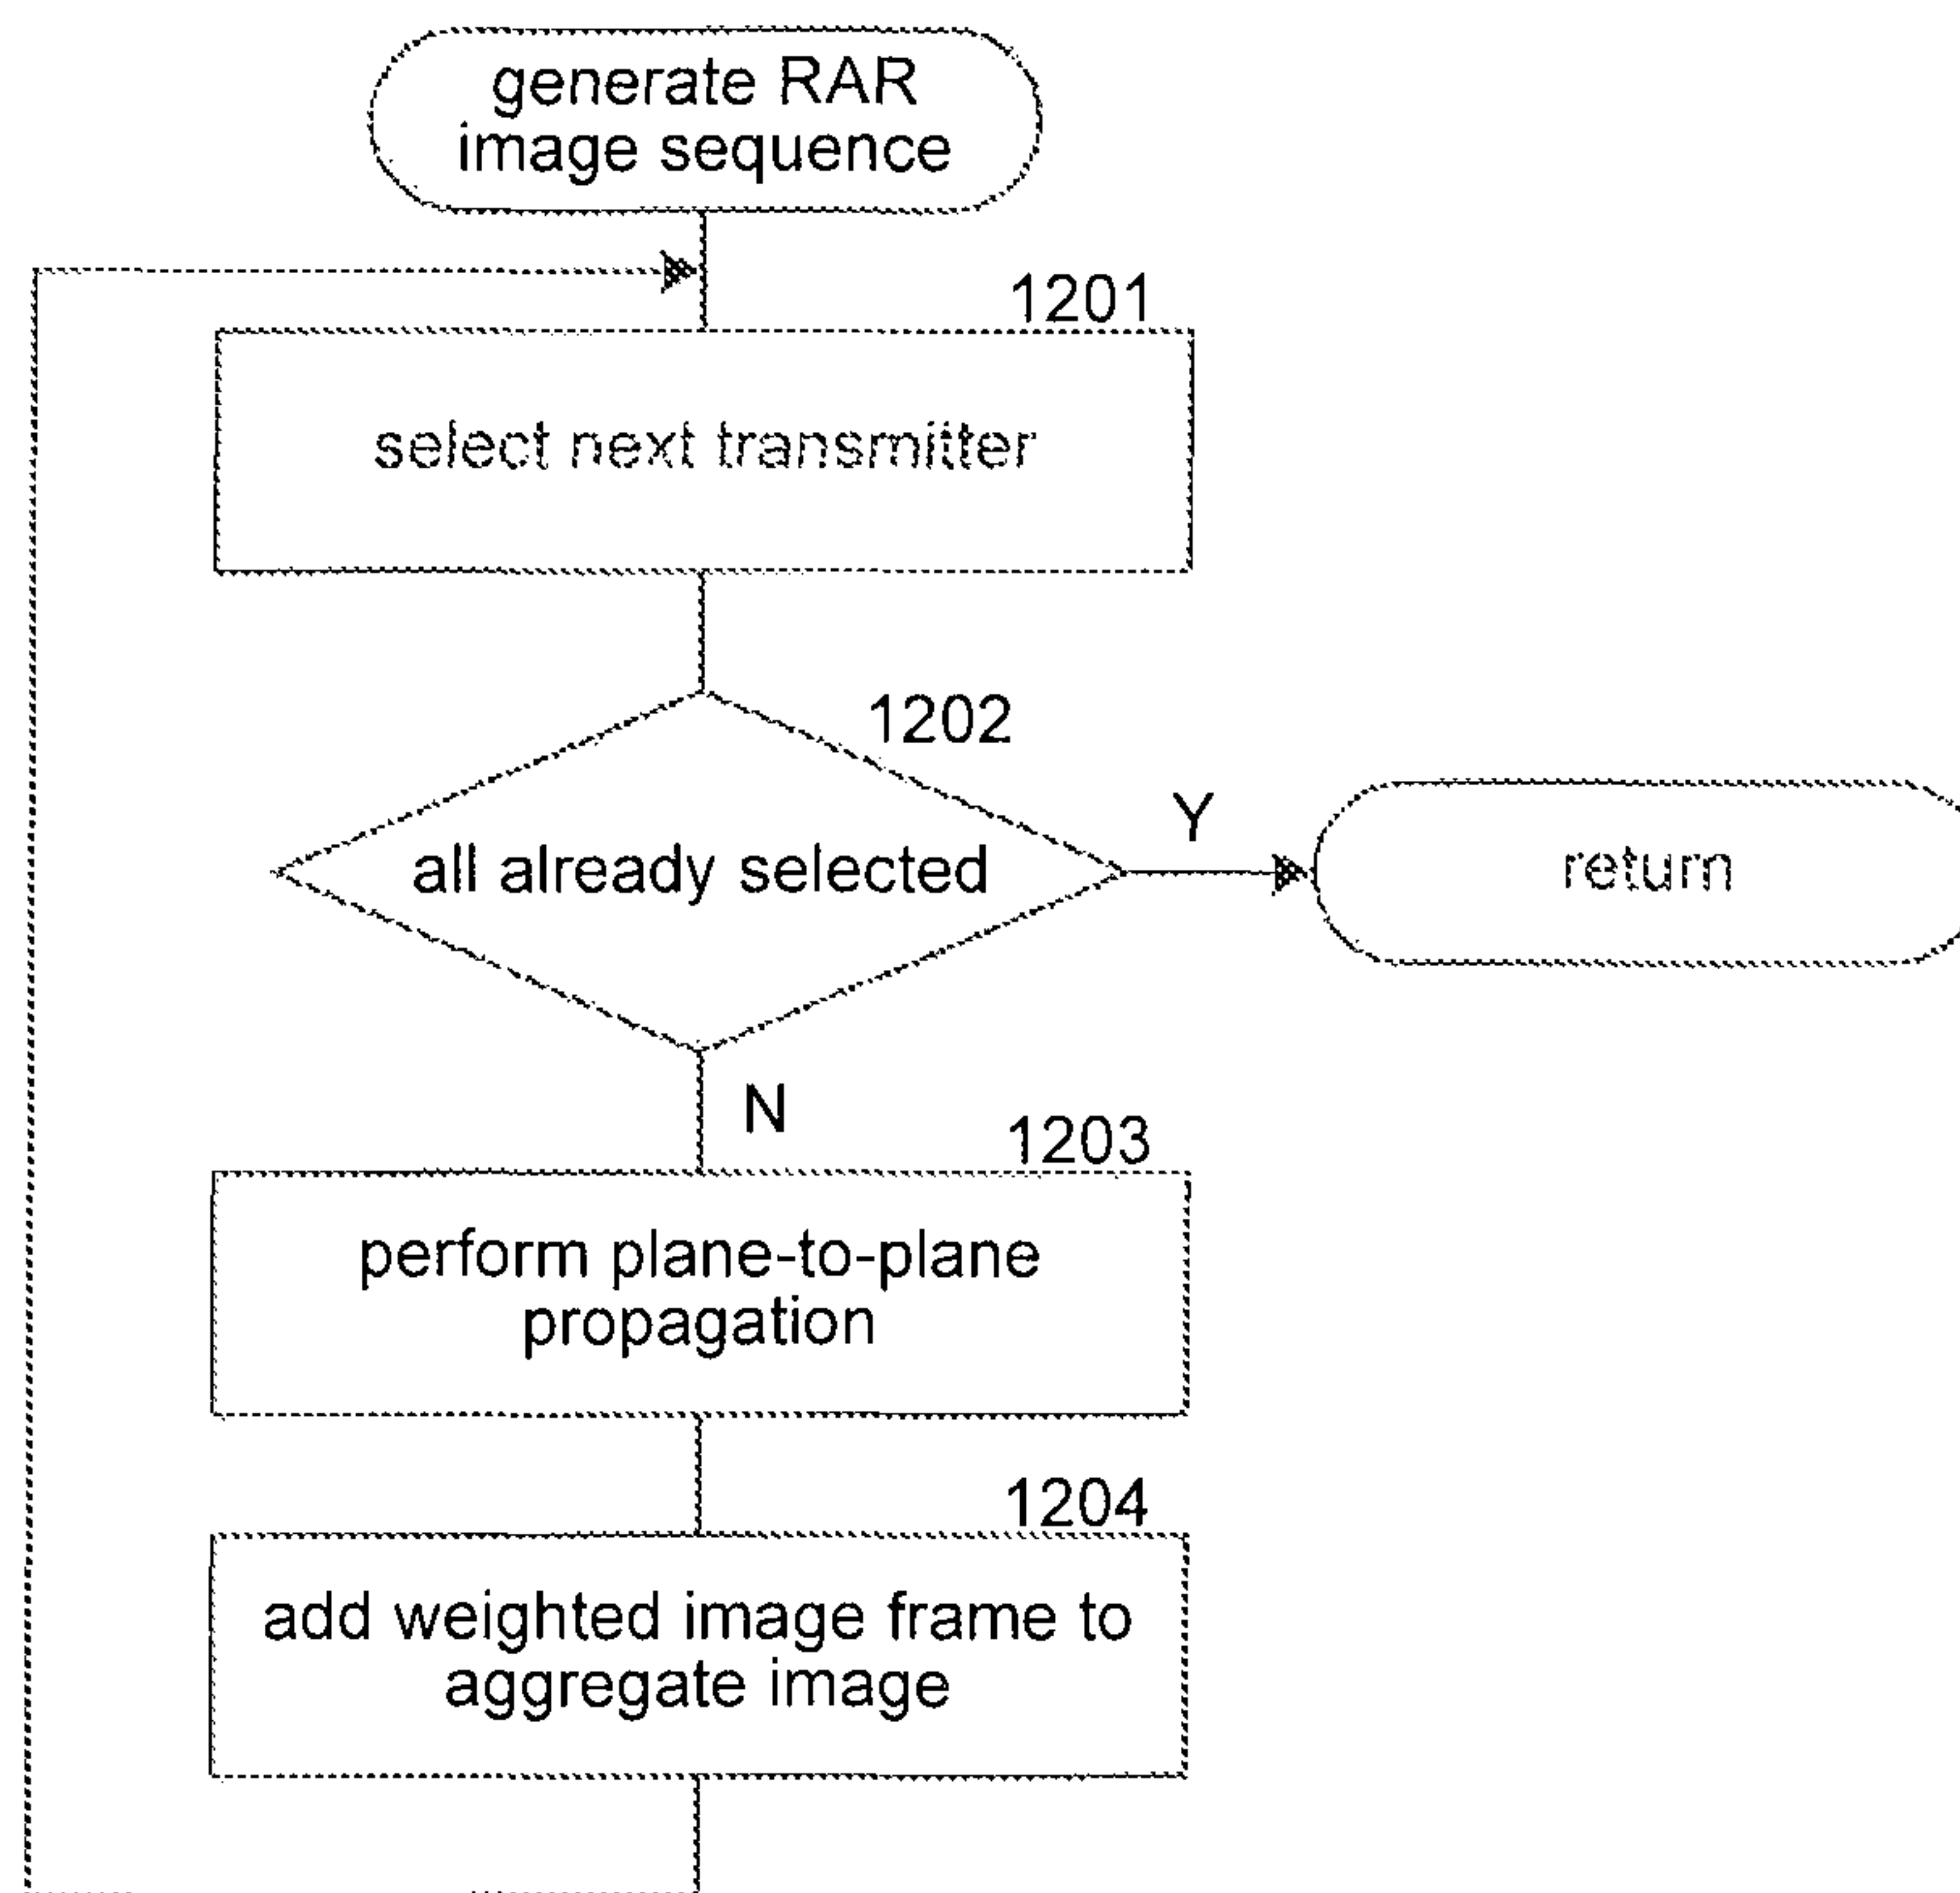 generate RAR
image sequence
1201
select next transmitter
1202
all already selected
Y
return
N
1203
perform plane-to-plane
propagation
1204
add weighted image frame to
aggregate image